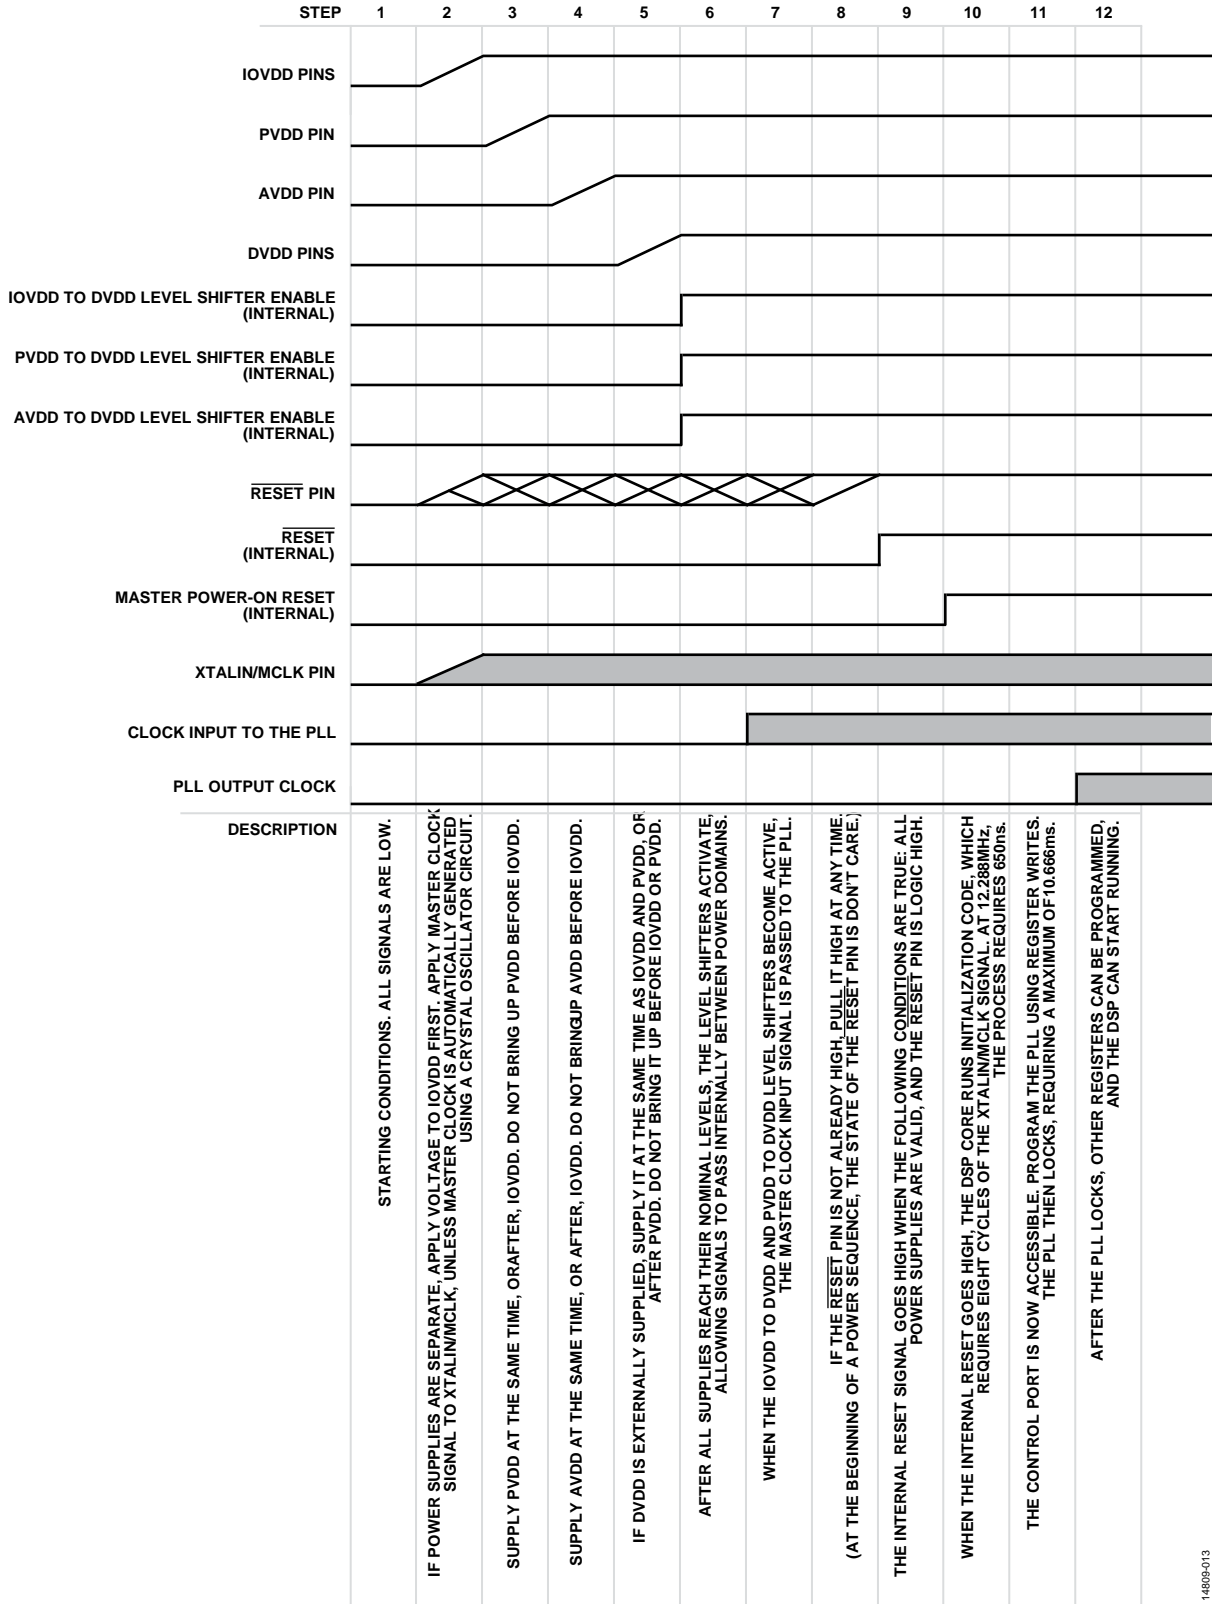 STEP 1 2 3 4 5 6 7 8 9 10 11 12
IOVDD PINS
PVDD PIN
AVDD PIN
DVDD PINS
IOVDD TO DVDD LEVEL SHIFTER ENABLE
(INTERNAL)
PVDD TO DVDD LEVEL SHIFTER ENABLE
(INTERNAL)
AVDD TO DVDD LEVEL SHIFTER ENABLE
(INTERNAL)
RESET PIN
RESET
(INTERNAL)
MASTER POWER-ON RESET
(INTERNAL)
XTALIN/MCLK PIN
CLOCK INPUT TO THE PLL
PLL OUTPUT CLOCK
DESCRIPTION
STARTING CONDITIONS. ALL SIGNALS ARE LOW.
IF POWER SUPPLIES ARE SEPARATE, APPLY VOLTAGE TO IOVDD FIRST. APPLY MASTER CLOCK
SIGNAL TO XTALIN/MCLK, UNLESS MASTER CLOCK IS AUTOMATICALLY GENERATED
USING A CRYSTAL OSCILLATOR CIRCUIT.
SUPPLY PVDD AT THE SAME TIME, ORAFTER, IOVDD. DO NOT BRING UP PVDD BEFORE IOVDD.
SUPPLY AVDD AT THE SAME TIME, OR AFTER, IOVDD. DO NOT BRINGUP AVDD BEFORE IOVDD.
IF DVDD IS EXTERNALLY SUPPLIED, SUPPLY IT AT THE SAME TIME AS IOVDD AND PVDD, OR
AFTER PVDD. DO NOT BRING IT UP BEFORE IOVDD OR PVDD.
AFTER ALL SUPPLIES REACH THEIR NOMINAL LEVELS, THE LEVEL SHIFTERS ACTIVATE,
ALLOWING SIGNALS TO PASS INTERNALLY BETWEEN POWER DOMAINS.
WHEN THE IOVDD TO DVDD AND PVDD TO DVDD LEVEL SHIFTERS BECOME ACTIVE,
THE MASTER CLOCK INPUT SIGNAL IS PASSED TO THE PLL.
IF THE RESET PIN IS NOT ALREADY HIGH, PULL IT HIGH AT ANY TIME.
(AT THE BEGINNING OF A POWER SEQUENCE, THE STATE OF THE RESET PIN IS DON'T CARE.)
THE INTERNAL RESET SIGNAL GOES HIGH WHEN THE FOLLOWING CONDITIONS ARE TRUE: ALL
POWER SUPPLIES ARE VALID, AND THE RESET PIN IS LOGIC HIGH.
WHEN THE INTERNAL RESET GOES HIGH, THE DSP CORE RUNS INITIALIZATION CODE, WHICH
REQUIRES EIGHT CYCLES OF THE XTALIN/MCLK SIGNAL. AT 12.288MHz,
THE PROCESS REQUIRES 650ns.
THE CONTROL PORT IS NOW ACCESSIBLE. PROGRAM THE PLL USING REGISTER WRITES.
THE PLL THEN LOCKS, REQUIRING A MAXIMUM OF10.666ms.
AFTER THE PLL LOCKS, OTHER REGISTERS CAN BE PROGRAMMED,
AND THE DSP CAN START RUNNING.
14809-013